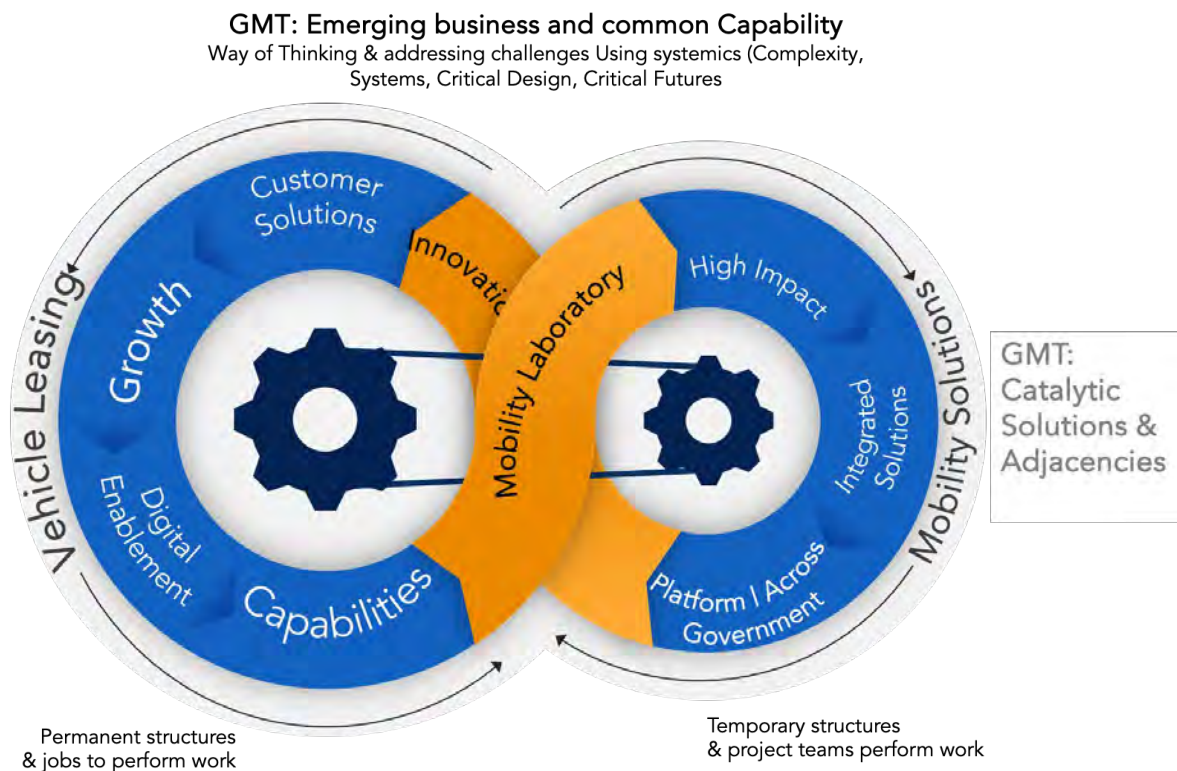 GMT: Emerging business and common Capability
Way of Thinking & addressing challenges Using systemics (Complexity,
Systems, Critical Design, Critical Futures
Customer
Solutions
Growth
Digital
Enablement
Capabilities
Vehicle Leasing
Mobility Laboratory
High Impact
Integrated
Solutions
Platform | Across
Government
Mobility Solutions
GMT:
Catalytic
Solutions &
Adjacencies
Permanent structures
& jobs to perform work
Temporary structures
& project teams perform work